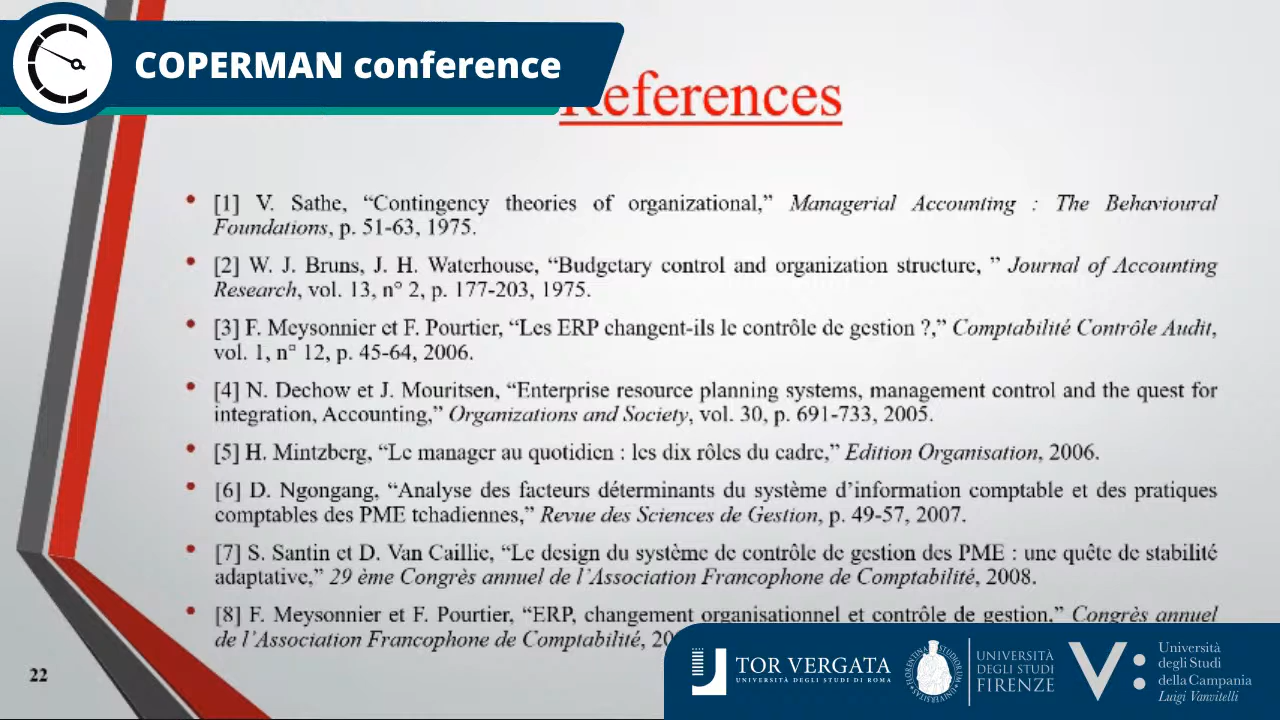 COPERMAN conference
References
• [1] V. Sathe, “Contingency theories of organizational,” Managerial Accounting : The Behavioural
Foundations, p. 51-63, 1975.
• [2] W. J. Bruns, J. H. Waterhouse, “Budgetary control and organization structure, ” Journal of Accounting
Research, vol. 13, n° 2, p. 177-203, 1975.
• [3] F. Meysonnier et F. Pourtier, “Les ERP changent-ils le contrôle de gestion ?,” Comptabilité Contrôle Audit,
vol. 1, n° 12, p. 45-64, 2006.
• [4] N. Dechow et J. Mouritsen, “Enterprise resource planning systems, management control and the quest for
integration, Accounting,” Organizations and Society, vol. 30, p. 691-733, 2005.
• [5] H. Mintzberg, “Le manager au quotidien : les dix rôles du cadre,” Edition Organisation, 2006.
• [6] D. Ngongang, “Analyse des facteurs déterminants du système d’information comptable et des pratiques
comptables des PME tchadiennes,” Revue des Sciences de Gestion, p. 49-57, 2007.
• [7] S. Santin et D. Van Caillie, “Le design du système de contrôle de gestion des PME : une quête de stabilité
adaptative,” 29 ème Congrès annuel de l’Association Francophone de Comptabilité, 2008.
• [8] F. Meysonnier et F. Pourtier, “ERP, changement organisationnel et contrôle de gestion,” Congrès annuel
de l’Association Francophone de Comptabilité, 20
22
TOR VERGATA
UNIVERSITÀ DEGLI STUDI DI ROMA
UNIVERSITÀ
DEGLI STUDI
FIRENZE
V:
Università
degli Studi
della Campania
Luigi Vanvitelli